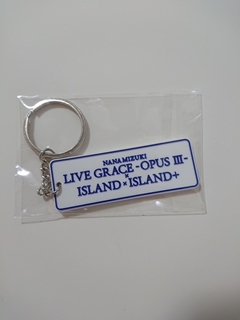 NANA MIZUKI
LIVE GRACE -OPUS III-
×
ISLAND×ISLAND+